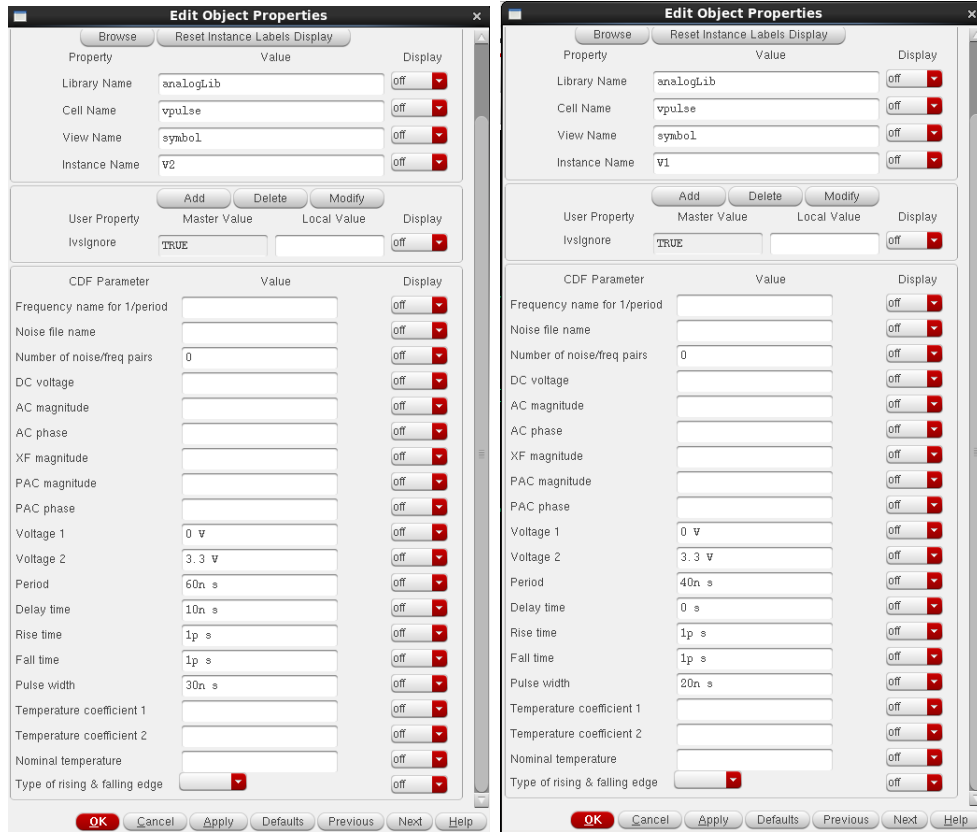 Edit Object Properties
Browse Reset Instance Labels Display
Property Value Display
Library Name analogLib off
Cell Name vpulse off
View Name symbol off
Instance Name V2 off
Add Delete Modify
User Property Master Value Local Value Display
lvsIgnore TRUE off
CDF Parameter Value Display
Frequency name for 1/period off
Noise file name off
Number of noise/freq pairs 0 off
DC voltage off
AC magnitude off
AC phase off
XF magnitude off
PAC magnitude off
PAC phase off
Voltage 1 0 V off
Voltage 2 3.3 V off
Period 60n s off
Delay time 10n s off
Rise time 1p s off
Fall time 1p s off
Pulse width 30n s off
Temperature coefficient 1 off
Temperature coefficient 2 off
Nominal temperature off
Type of rising & falling edge off
OK Cancel Apply Defaults Previous Next Help
Edit Object Properties
Browse Reset Instance Labels Display
Property Value Display
Library Name analogLib off
Cell Name vpulse off
View Name symbol off
Instance Name V1 off
Add Delete Modify
User Property Master Value Local Value Display
lvsIgnore TRUE off
CDF Parameter Value Display
Frequency name for 1/period off
Noise file name off
Number of noise/freq pairs 0 off
DC voltage off
AC magnitude off
AC phase off
XF magnitude off
PAC magnitude off
PAC phase off
Voltage 1 0 V off
Voltage 2 3.3 V off
Period 40n s off
Delay time 0 s off
Rise time 1p s off
Fall time 1p s off
Pulse width 20n s off
Temperature coefficient 1 off
Temperature coefficient 2 off
Nominal temperature off
Type of rising & falling edge off
OK Cancel Apply Defaults Previous Next Help